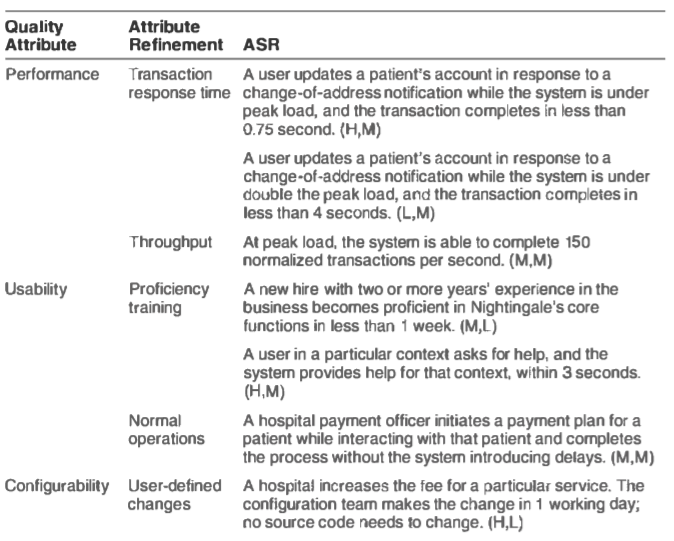 Quality Attribute
Attribute Refinement
ASR
Performance
Transaction response time
A user updates a patient's account in response to a
change-of-address notification while the system is under
peak load, and the transaction completes in less than
0.75 second. (H,M)
A user updates a patient's account in response to a
change-of-address notification while the system is under
double the peak load, and the transaction completes in
less than 4 seconds. (L,M)
Throughput
At peak load, the system is able to complete 150
normalized transactions per second. (M,M)
Usability
Proficiency training
A new hire with two or more years' experience in the
business becomes proficient in Nightingale's core
functions in less than 1 week. (M,L)
A user in a particular context asks for help, and the
system provides help for that context, within 3 seconds.
(H,M)
Normal operations
A hospital payment officer initiates a payment plan for a
patient while interacting with that patient and completes
the process without the system introducing delays. (M,M)
Configurability
User-defined changes
A hospital increases the fee for a particular service. The
configuration team makes the change in 1 working day;
no source code needs to change. (H,L)